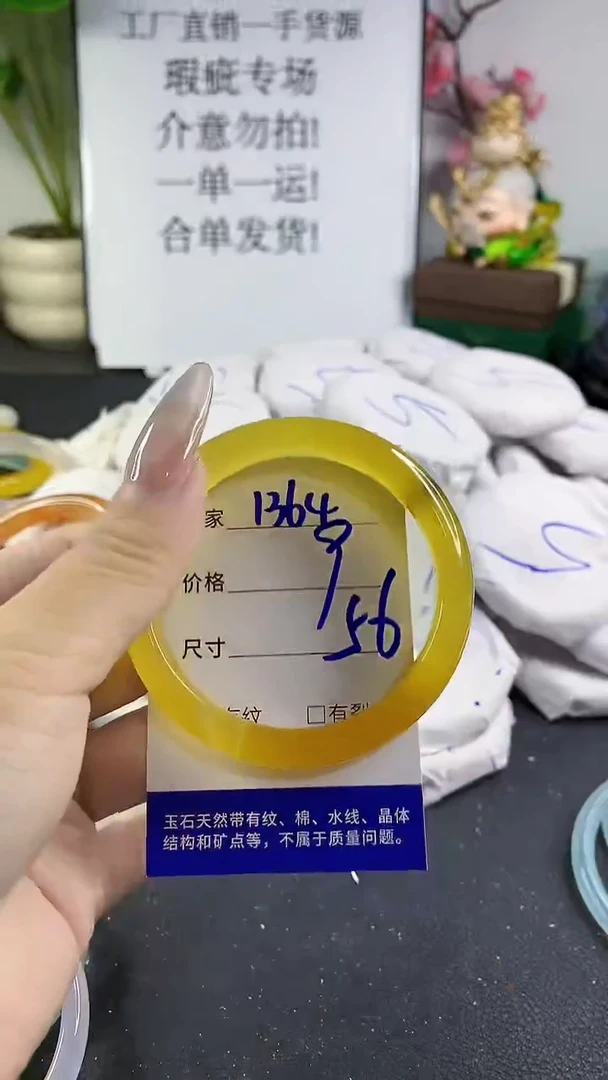 工厂直销一手货源
瑕疵专场
介意勿拍!
一单一运!
合单发货!
家 1364
价格
尺寸 56
有纹 □有裂
玉石天然带有纹、棉、水线、晶体
结构和矿点等，不属于质量问题。